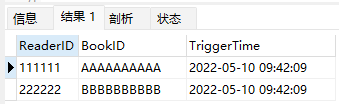 信息 结果 1 剖析 状态
ReaderID BookID TriggerTime
111111 AAAAAAAAAA 2022-05-10 09:42:09
222222 BBBBBBBBBB 2022-05-10 09:42:09